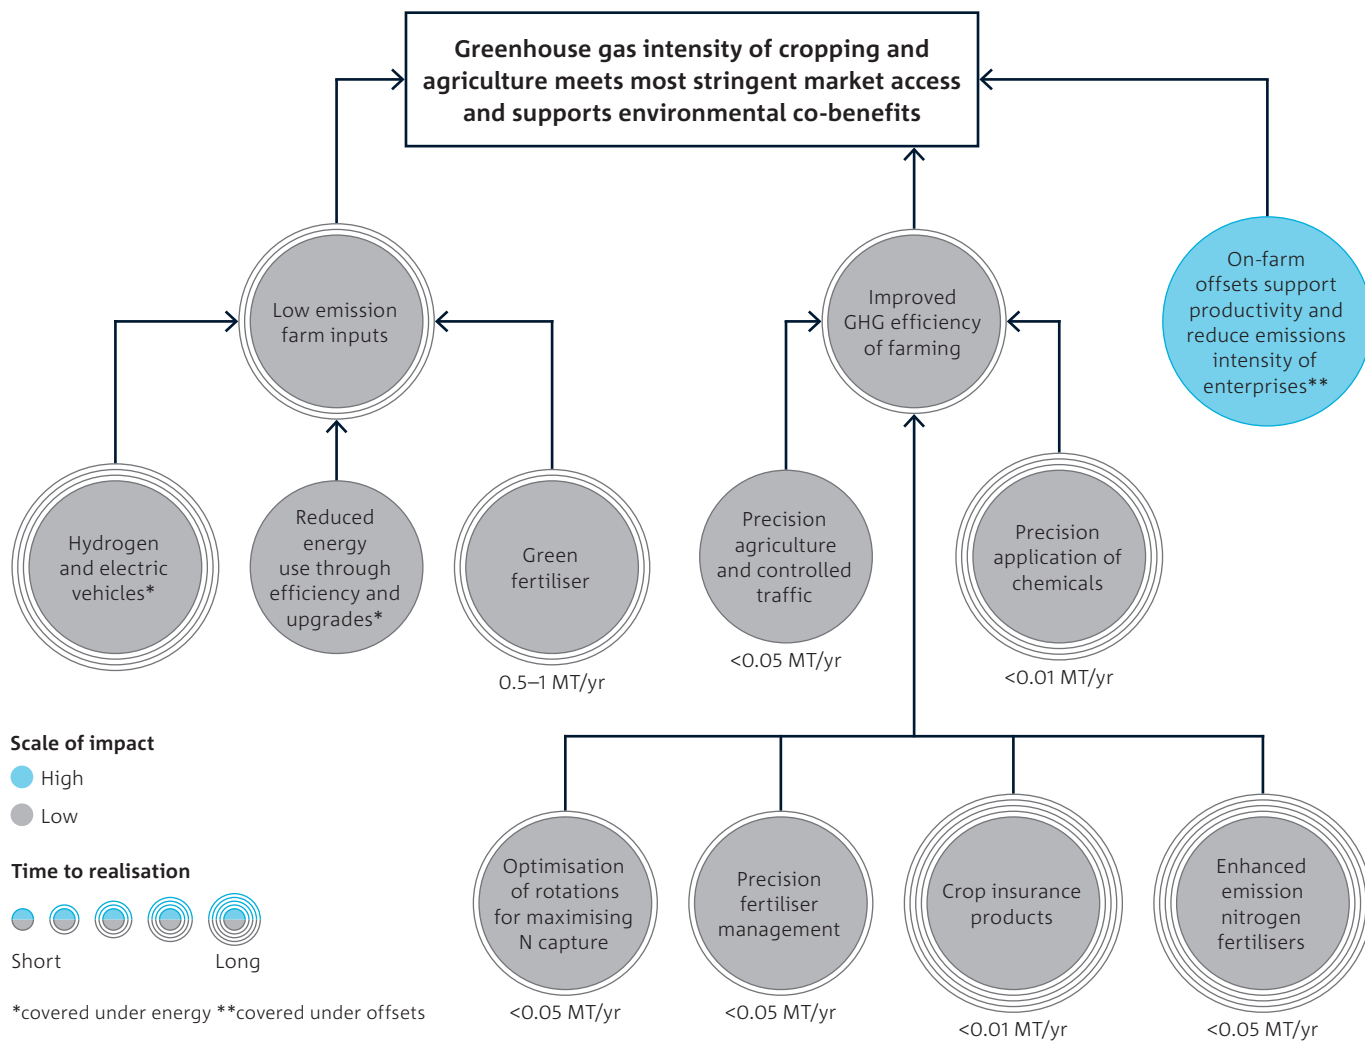 Greenhouse gas intensity of cropping and
agriculture meets most stringent market access
and supports environmental co-benefits
Low emission
farm inputs
Improved
GHG efficiency
of farming
On-farm
offsets support
productivity and
reduce emissions
intensity of
enterprises**
Hydrogen
and electric
vehicles*
Reduced
energy
use through
efficiency and
upgrades*
Green
fertiliser
0.5–1 MT/yr
Precision
agriculture
and controlled
traffic
<0.05 MT/yr
Precision
application of
chemicals
<0.01 MT/yr
Scale of impact
High
Low
Time to realisation
Short
Long
*covered under energy **covered under offsets
Optimisation
of rotations
for maximising
N capture
<0.05 MT/yr
Precision
fertiliser
management
<0.05 MT/yr
Crop insurance
products
<0.01 MT/yr
Enhanced
emission
nitrogen
fertilisers
<0.05 MT/yr